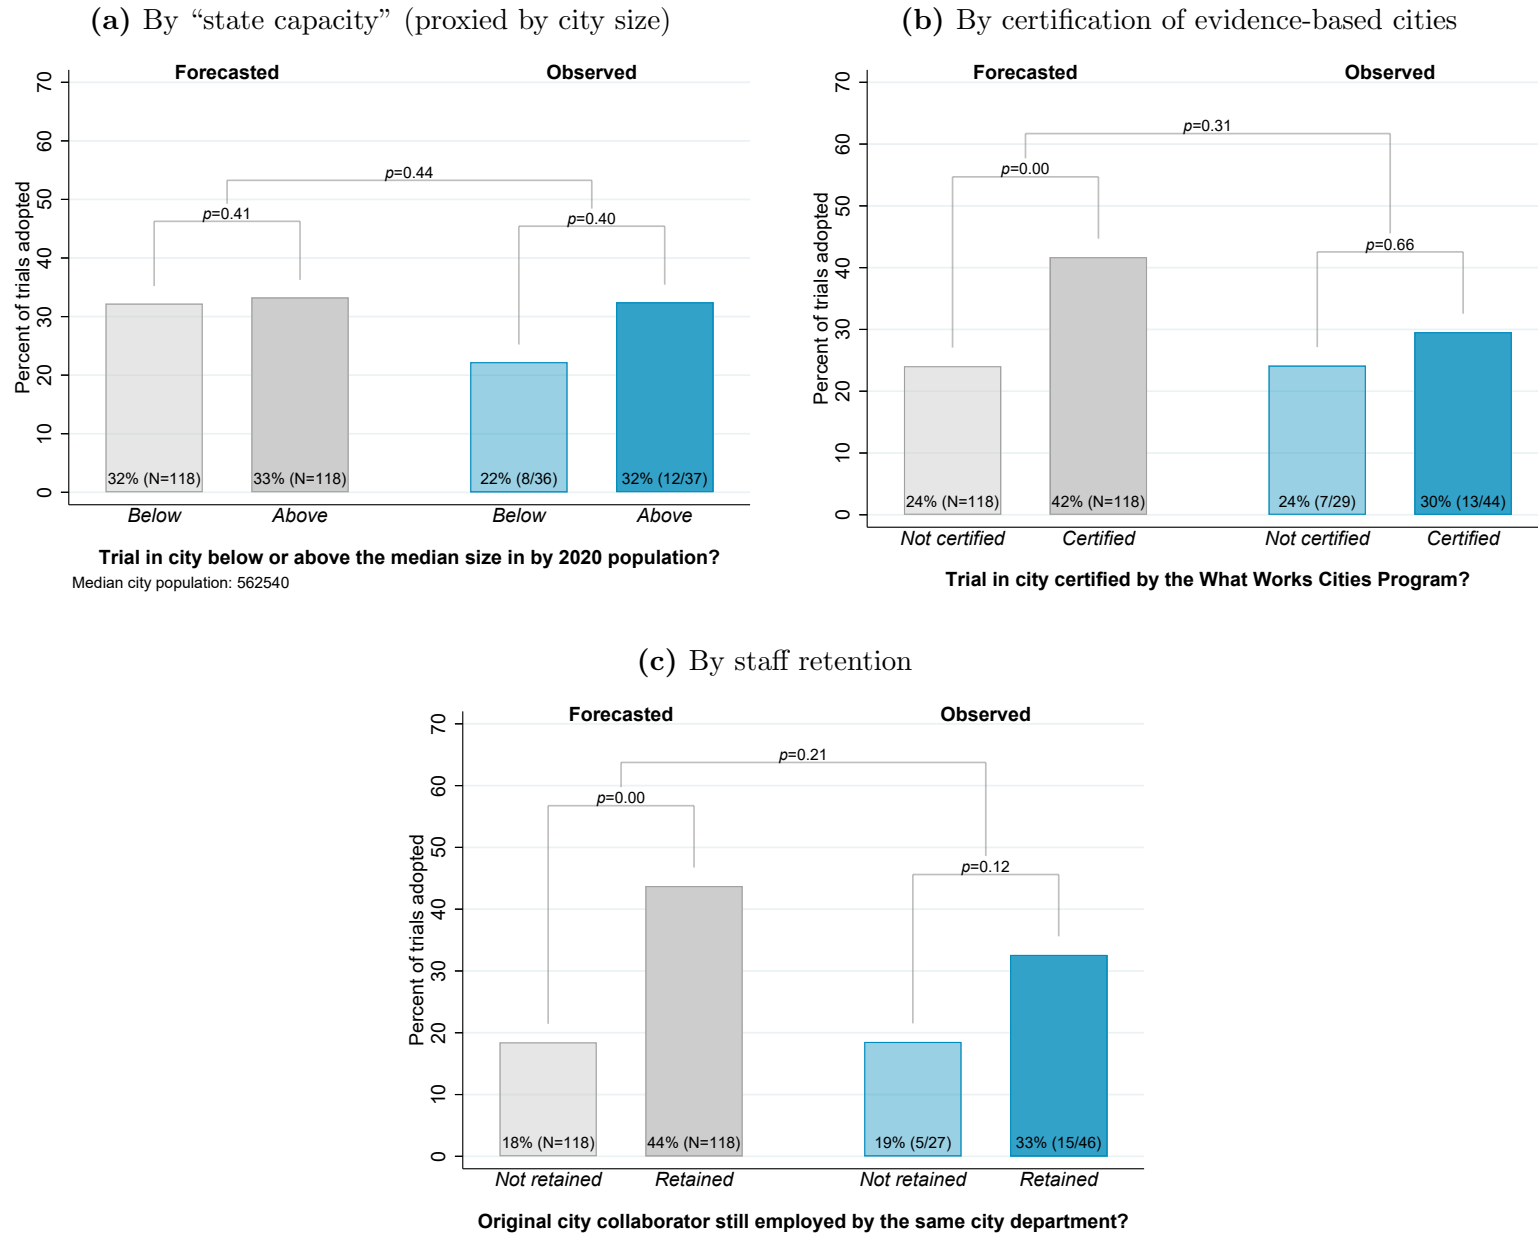 (a) By “state capacity” (proxied by city size)
Forecasted
Observed
Percent of trials adopted
70
60
50
40
30
20
10
0
p=0.44
p=0.41
p=0.40
32% (N=118)
33% (N=118)
22% (8/36)
32% (12/37)
Below
Above
Below
Above
Trial in city below or above the median size in by 2020 population?
Median city population: 562540
(b) By certification of evidence-based cities
Forecasted
Observed
Percent of trials adopted
70
60
50
40
30
20
10
0
p=0.31
p=0.00
p=0.66
24% (N=118)
42% (N=118)
24% (7/29)
30% (13/44)
Not certified
Certified
Not certified
Certified
Trial in city certified by the What Works Cities Program?
(c) By staff retention
Forecasted
Observed
Percent of trials adopted
70
60
50
40
30
20
10
0
p=0.21
p=0.00
p=0.12
18% (N=118)
44% (N=118)
19% (5/27)
33% (15/46)
Not retained
Retained
Not retained
Retained
Original city collaborator still employed by the same city department?